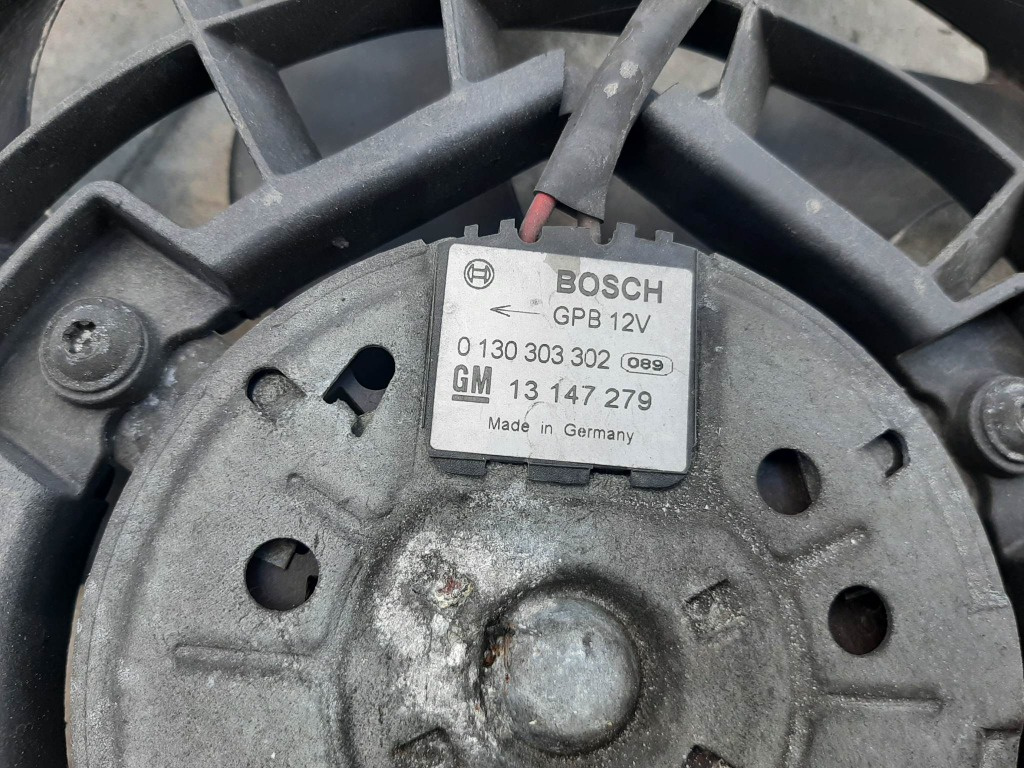 BOSCH
← GPB 12V
0 130 303 302 089
GM 13 147 279
Made in Germany